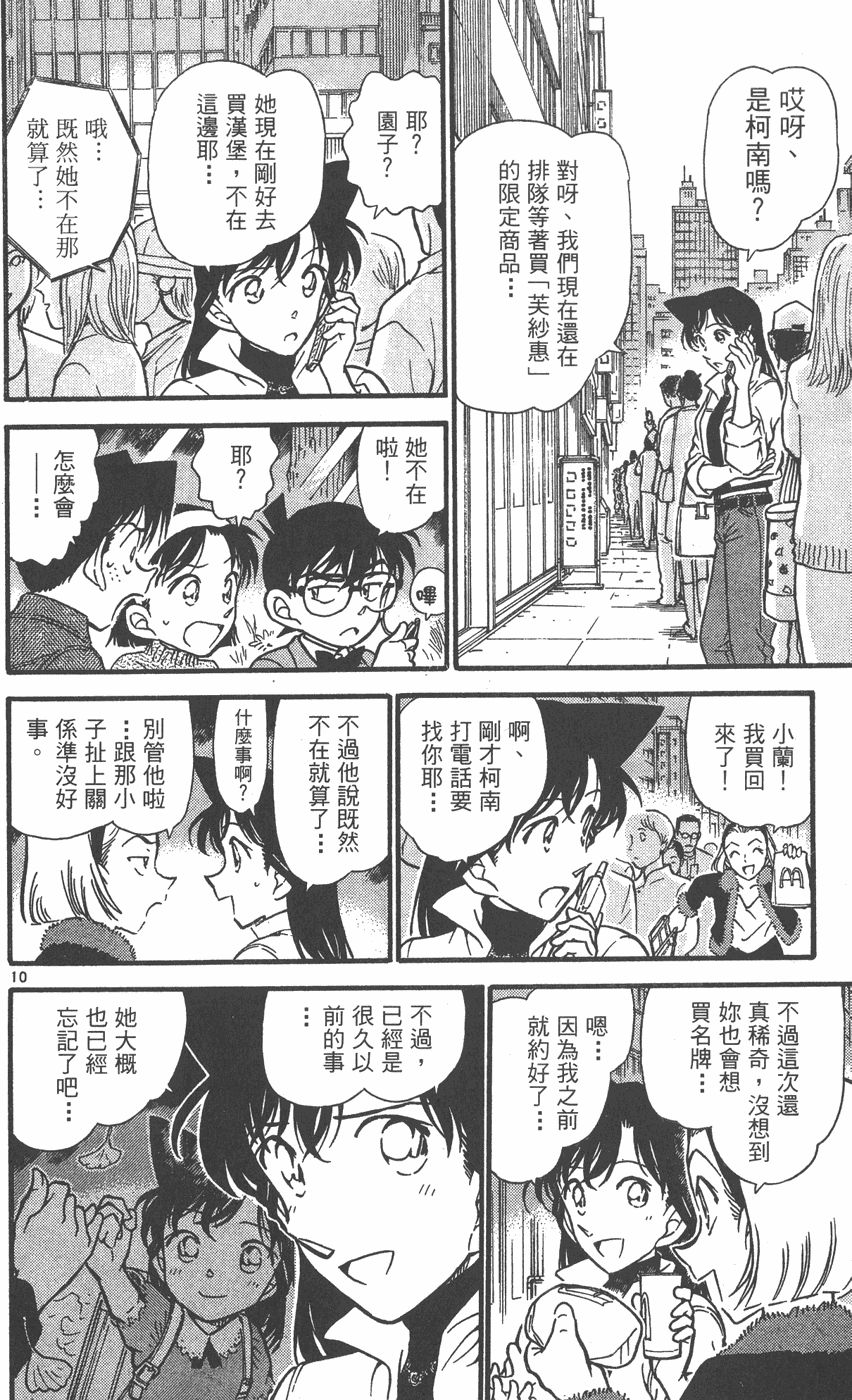 哎呀、
是柯南嗎?
對呀、我們現在還在
排隊等著買「芙紗惠」
的限定商品…
耶?
園子?
她現在剛好去
買漢堡,不在
這邊耶…
哦…
既然她不在那
就算了…
她不在
啦!
嗶
耶?
怎麼會
——…
小蘭!
我買回
來了!
啊、
剛才柯南
打電話要
找你耶…
不過他說既然
不在就算了…
什麼事啊?
別管他啦
…跟那小
子扯上關
係準沒好
事。
10
不過這次還
真稀奇,沒想到
妳也會想
買名牌…
嗯…
因為我之前
就約好了…
不過,
已經是
很久以
前的事
…
她大概
也已經
忘記了吧…